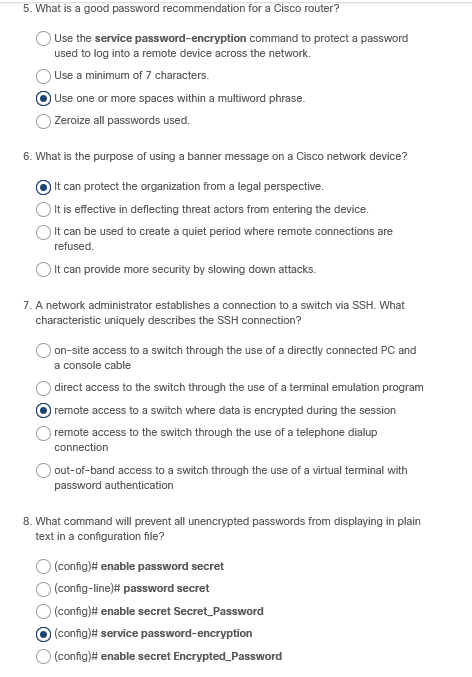 5. What is a good password recommendation for a Cisco router?
Use the service password-encryption command to protect a password
used to log into a remote device across the network.
Use a minimum of 7 characters.
Use one or more spaces within a multiword phrase.
Zeroize all passwords used.
6. What is the purpose of using a banner message on a Cisco network device?
It can protect the organization from a legal perspective.
It is effective in deflecting threat actors from entering the device.
It can be used to create a quiet period where remote connections are
refused.
It can provide more security by slowing down attacks.
7. A network administrator establishes a connection to a switch via SSH. What
characteristic uniquely describes the SSH connection?
on-site access to a switch through the use of a directly connected PC and
a console cable
direct access to the switch through the use of a terminal emulation program
remote access to a switch where data is encrypted during the session
remote access to the switch through the use of a telephone dialup
connection
out-of-band access to a switch through the use of a virtual terminal with
password authentication
8. What command will prevent all unencrypted passwords from displaying in plain
text in a configuration file?
(config)# enable password secret
(config-line)# password secret
(config)# enable secret Secret_Password
(config)# service password-encryption
(config)# enable secret Encrypted_Password